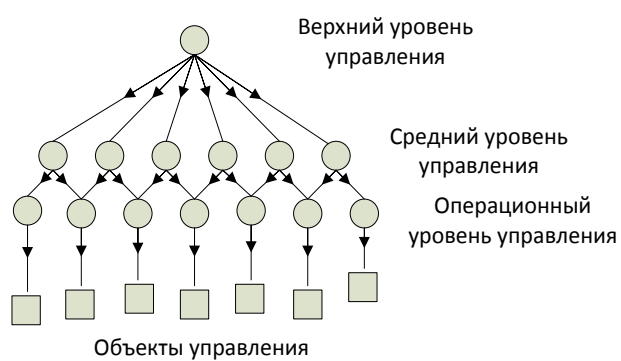 Верхний уровень
управления
Средний уровень
управления
Операционный
уровень управления
Объекты управления